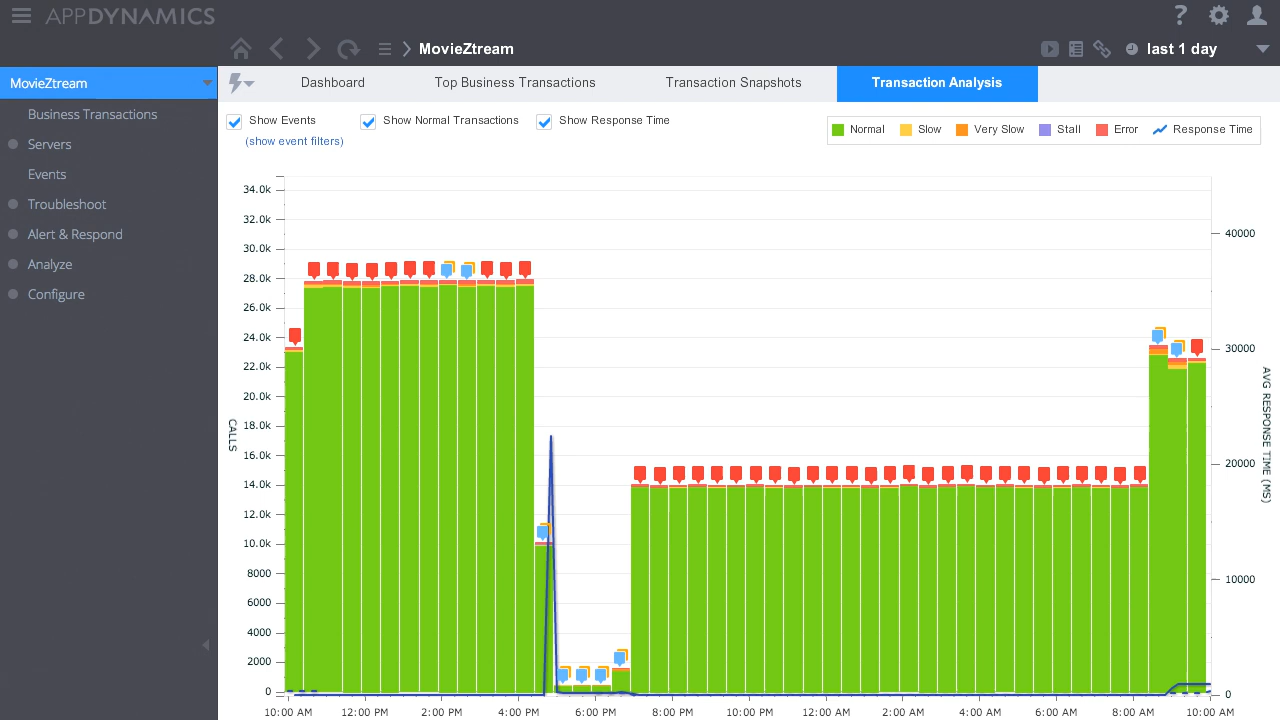 APPDYNAMICS
?
MovieZtream
last 1 day
MovieZtream
Business Transactions
Servers
Events
Troubleshoot
Alert & Respond
Analyze
Configure
Dashboard
Top Business Transactions
Transaction Snapshots
Transaction Analysis
Show Events
Show Normal Transactions
Show Response Time
(show event filters)
Normal
Slow
Very Slow
Stall
Error
Response Time
34.0k
32.0k
30.0k
28.0k
26.0k
24.0k
22.0k
20.0k
18.0k
16.0k
14.0k
12.0k
10.0k
8000
6000
4000
2000
0
CALLS
40000
30000
20000
10000
0
AVG RESPONSE TIME (MS)
10:00 AM
12:00 PM
2:00 PM
4:00 PM
6:00 PM
8:00 PM
10:00 PM
12:00 AM
2:00 AM
4:00 AM
6:00 AM
8:00 AM
10:00 AM